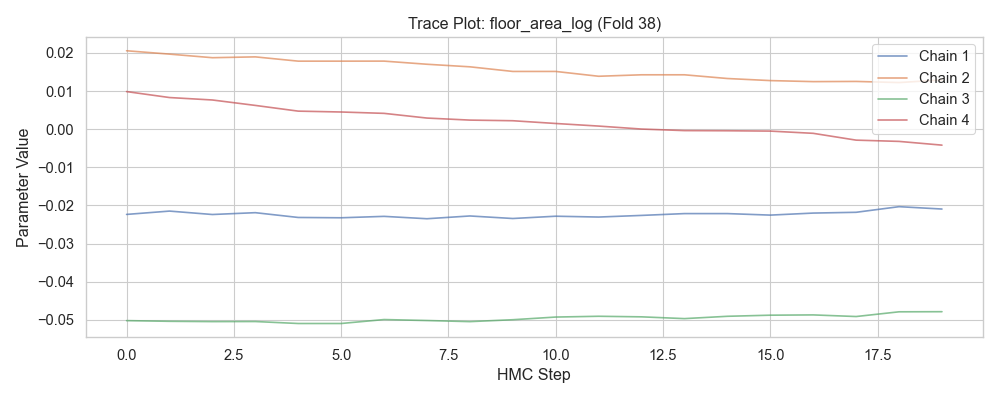 Trace Plot: floor_area_log (Fold 38)
Parameter Value
0.02
0.01
0.00
−0.01
−0.02
−0.03
−0.04
−0.05
Chain 1
Chain 2
Chain 3
Chain 4
0.0 2.5 5.0 7.5 10.0 12.5 15.0 17.5
HMC Step